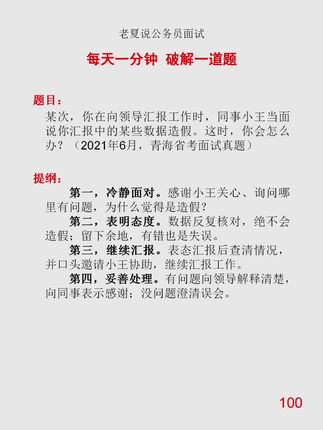 老夏说公务员面试
每天一分钟 破解一道题
题目：
某次，你在向领导汇报工作时，同事小王当面
说你汇报中的某些数据造假。这时，你会怎么
办？（2021年6月，青海省考面试真题）
提纲：
第一，冷静面对。感谢小王关心、询问哪
里有问题，为什么觉得是造假？
第二，表明态度。数据反复核对，绝不会
造假；留下余地，有错也是失误。
第三，继续汇报。表态汇报后查清情况，
并口头邀请小王协助，继续汇报工作。
第四，妥善处理。有问题向领导解释清楚，
向同事表示感谢；没问题澄清误会。
100